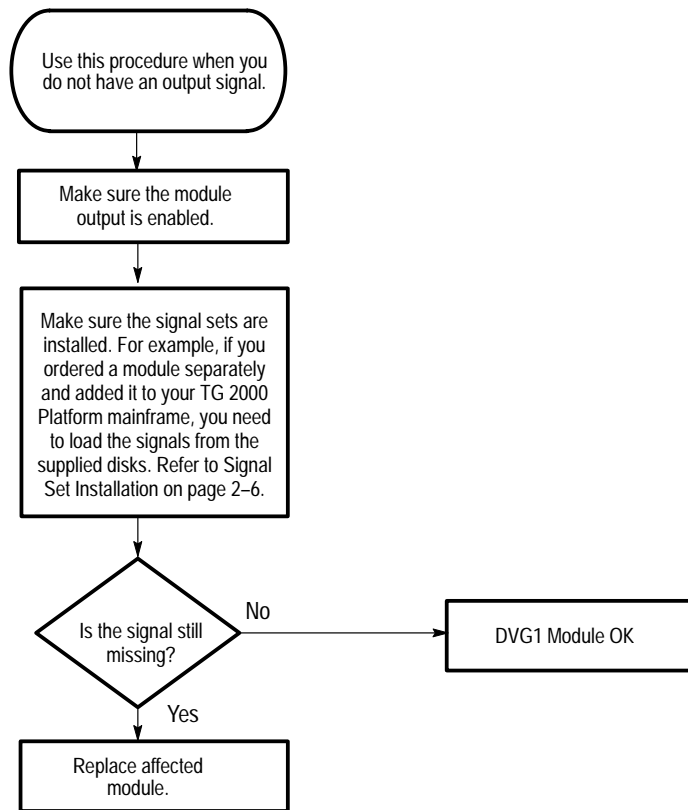 Use this procedure when you
do not have an output signal.
Make sure the module
output is enabled.
Make sure the signal sets are
installed. For example, if you
ordered a module separately
and added it to your TG 2000
Platform mainframe, you need
to load the signals from the
supplied disks. Refer to Signal
Set Installation on page 2–6.
Is the signal still
missing?
No
DVG1 Module OK
Yes
Replace affected
module.